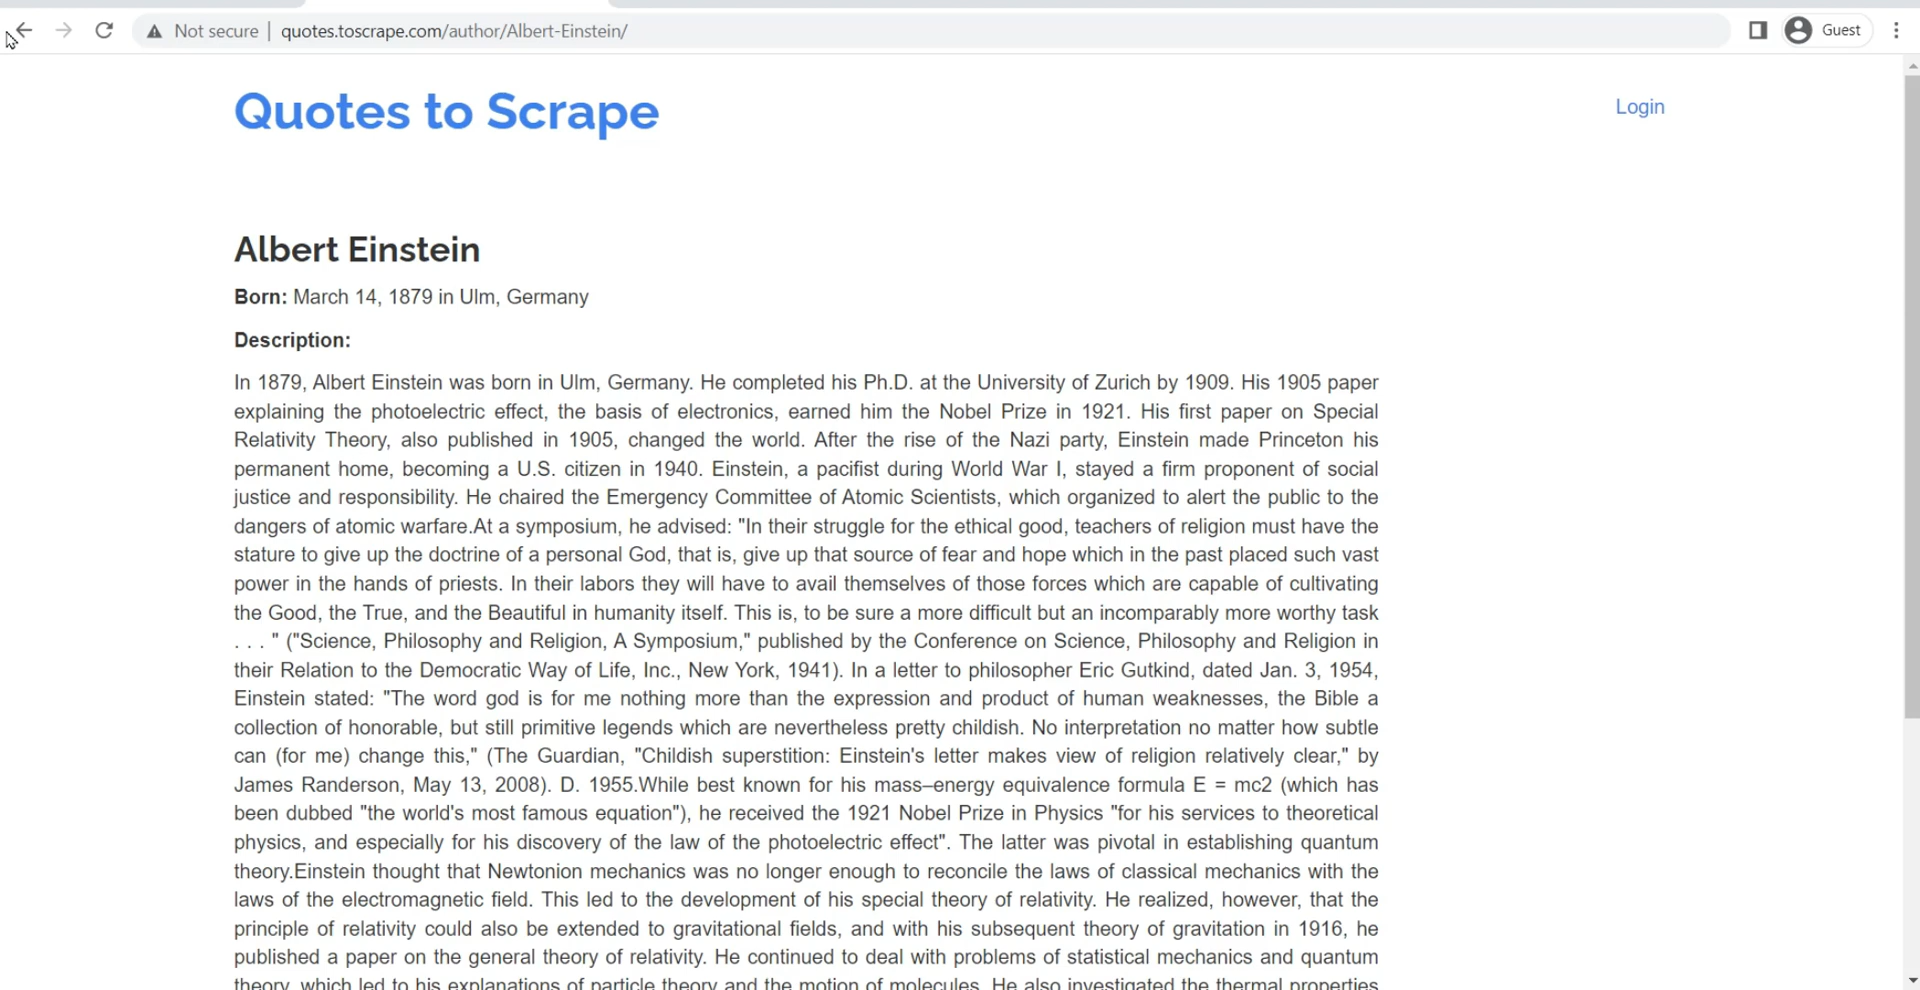 Not secure | quotes.toscrape.com/author/Albert-Einstein/
Guest
Quotes to Scrape
Login
Albert Einstein
Born: March 14, 1879 in Ulm, Germany
Description:
In 1879, Albert Einstein was born in Ulm, Germany. He completed his Ph.D. at the University of Zurich by 1909. His 1905 paper
explaining the photoelectric effect, the basis of electronics, earned him the Nobel Prize in 1921. His first paper on Special
Relativity Theory, also published in 1905, changed the world. After the rise of the Nazi party, Einstein made Princeton his
permanent home, becoming a U.S. citizen in 1940. Einstein, a pacifist during World War I, stayed a firm proponent of social
justice and responsibility. He chaired the Emergency Committee of Atomic Scientists, which organized to alert the public to the
dangers of atomic warfare.At a symposium, he advised: "In their struggle for the ethical good, teachers of religion must have the
stature to give up the doctrine of a personal God, that is, give up that source of fear and hope which in the past placed such vast
power in the hands of priests. In their labors they will have to avail themselves of those forces which are capable of cultivating
the Good, the True, and the Beautiful in humanity itself. This is, to be sure a more difficult but an incomparably more worthy task
. . . " ("Science, Philosophy and Religion, A Symposium," published by the Conference on Science, Philosophy and Religion in
their Relation to the Democratic Way of Life, Inc., New York, 1941). In a letter to philosopher Eric Gutkind, dated Jan. 3, 1954,
Einstein stated: "The word god is for me nothing more than the expression and product of human weaknesses, the Bible a
collection of honorable, but still primitive legends which are nevertheless pretty childish. No interpretation no matter how subtle
can (for me) change this," (The Guardian, "Childish superstition: Einstein's letter makes view of religion relatively clear," by
James Randerson, May 13, 2008). D. 1955.While best known for his mass–energy equivalence formula E = mc2 (which has
been dubbed "the world's most famous equation"), he received the 1921 Nobel Prize in Physics "for his services to theoretical
physics, and especially for his discovery of the law of the photoelectric effect". The latter was pivotal in establishing quantum
theory.Einstein thought that Newtonion mechanics was no longer enough to reconcile the laws of classical mechanics with the
laws of the electromagnetic field. This led to the development of his special theory of relativity. He realized, however, that the
principle of relativity could also be extended to gravitational fields, and with his subsequent theory of gravitation in 1916, he
published a paper on the general theory of relativity. He continued to deal with problems of statistical mechanics and quantum
theory, which led to his explanations of particle theory and the motion of molecules. He also investigated the thermal properties